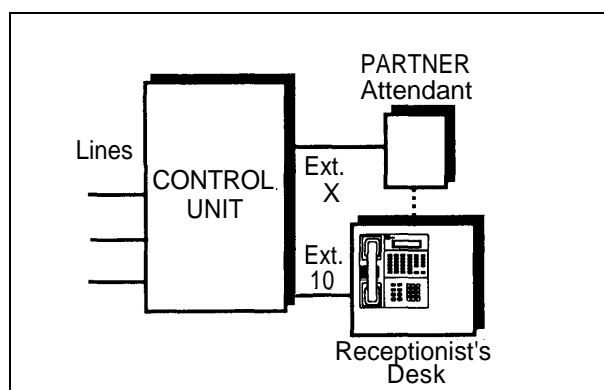 PARTNER
Attendant
Lines
CONTROL
UNIT
Ext.
X
Ext.
10
Receptionist's
Desk